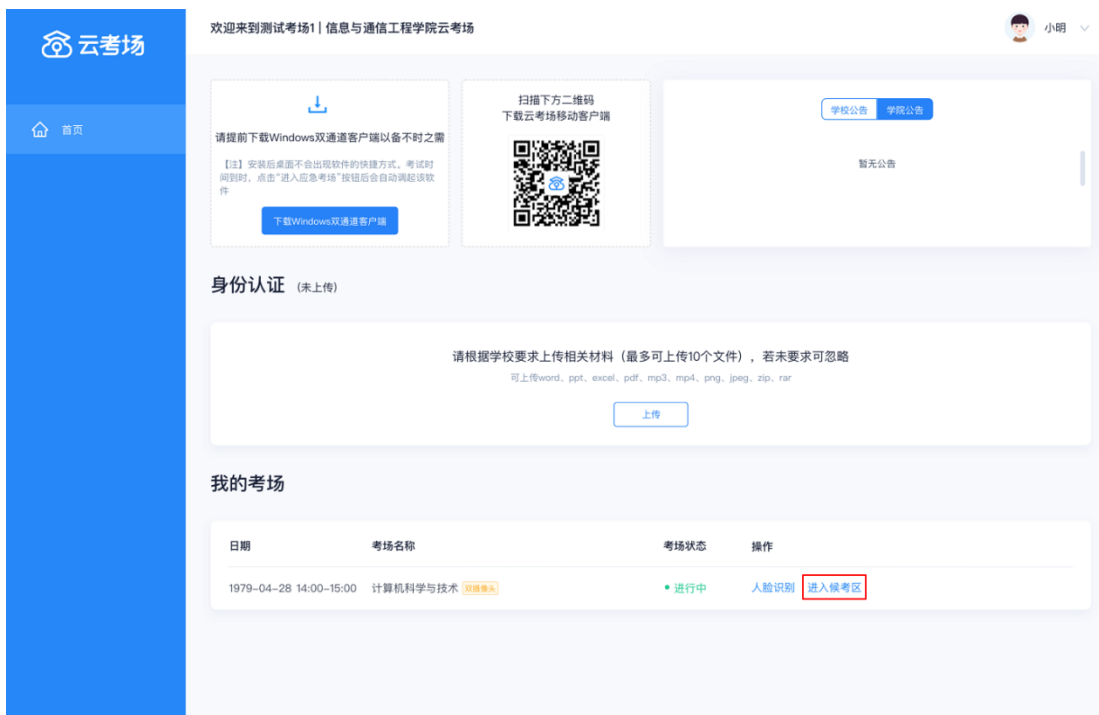 云考场
欢迎来到测试考场1 | 信息与通信工程学院云考场
小明
首页
请提前下载Windows双通道客户端以备不时之需
【注】安装后桌面不会出现软件的快捷方式。考试时
间到时，点击“进入应急考场”按钮后会自动调起该软
件
下载Windows双通道客户端
扫描下方二维码
下载云考场移动客户端
学校公告 学院公告
暂无公告
身份认证 (未上传)
请根据学校要求上传相关材料（最多可上传10个文件），若未要求可忽略
可上传word、ppt、excel、pdf、mp3、mp4、png、jpeg、zip、rar
上传
我的考场
日期 考场名称 考场状态 操作
1979-04-28 14:00-15:00 计算机科学与技术 双摄像头 进行中 人脸识别 进入候考区